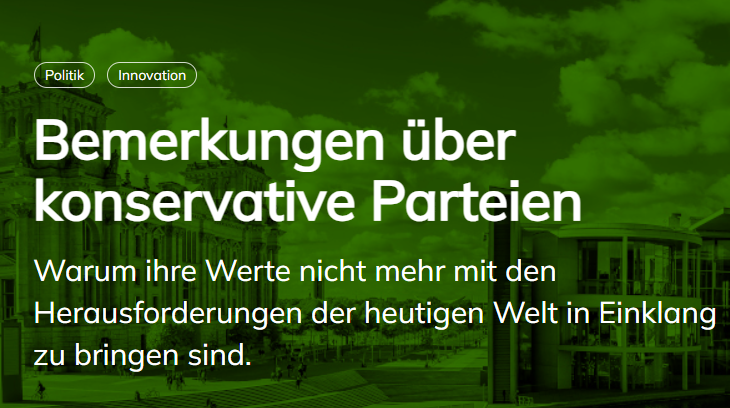 Politik Innovation
Bemerkungen über
konservative Parteien
Warum ihre Werte nicht mehr mit den
Herausforderungen der heutigen Welt in Einklang
zu bringen sind.